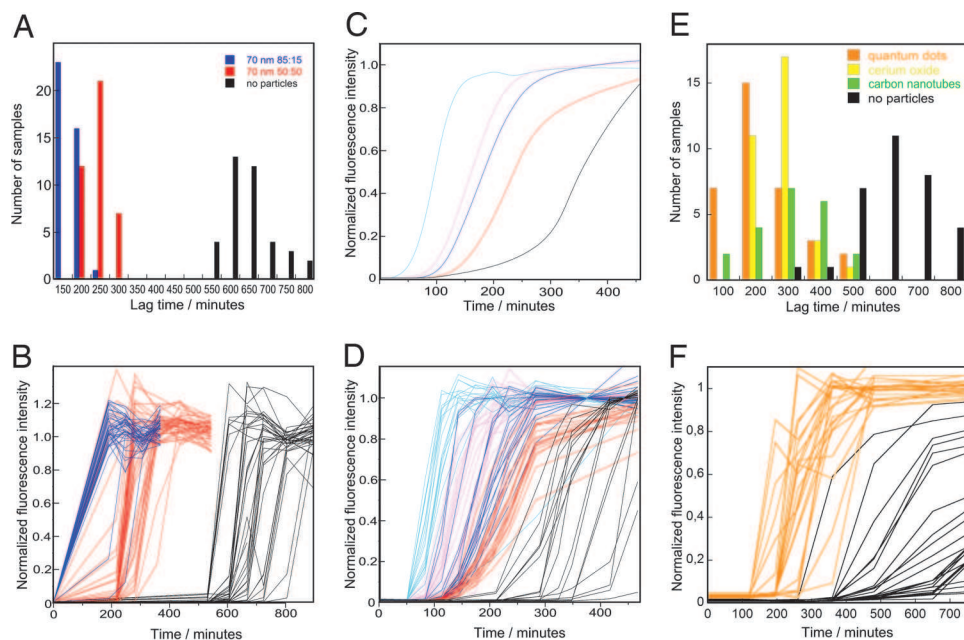 A
70 nm 85:15
70 nm 50:50
no particles
Number of samples
20
15
10
5
0
150 200 250 300 350 400 450 500 550 600 650 700 750 800
Lag time / minutes
C
Normalized fluorescence intensity
1.0
0.8
0.6
0.4
0.2
0
0 100 200 300 400
Time / minutes
E
quantum dots
cerium oxide
carbon nanotubes
no particles
Number of samples
15
10
5
0
100 200 300 400 500 600 700 800
Lag time / minutes
B
Normalized fluorescence intensity
1.2
1.0
0.8
0.6
0.4
0.2
0
0 200 400 600 800
Time / minutes
D
Normalized fluorescence intensity
1.0
0.8
0.6
0.4
0.2
0
0 100 200 300 400
Time / minutes
F
Normalized fluorescence intensity
1
0.8
0.6
0.4
0.2
0
0 100 200 300 400 500 600 700
Time / minutes